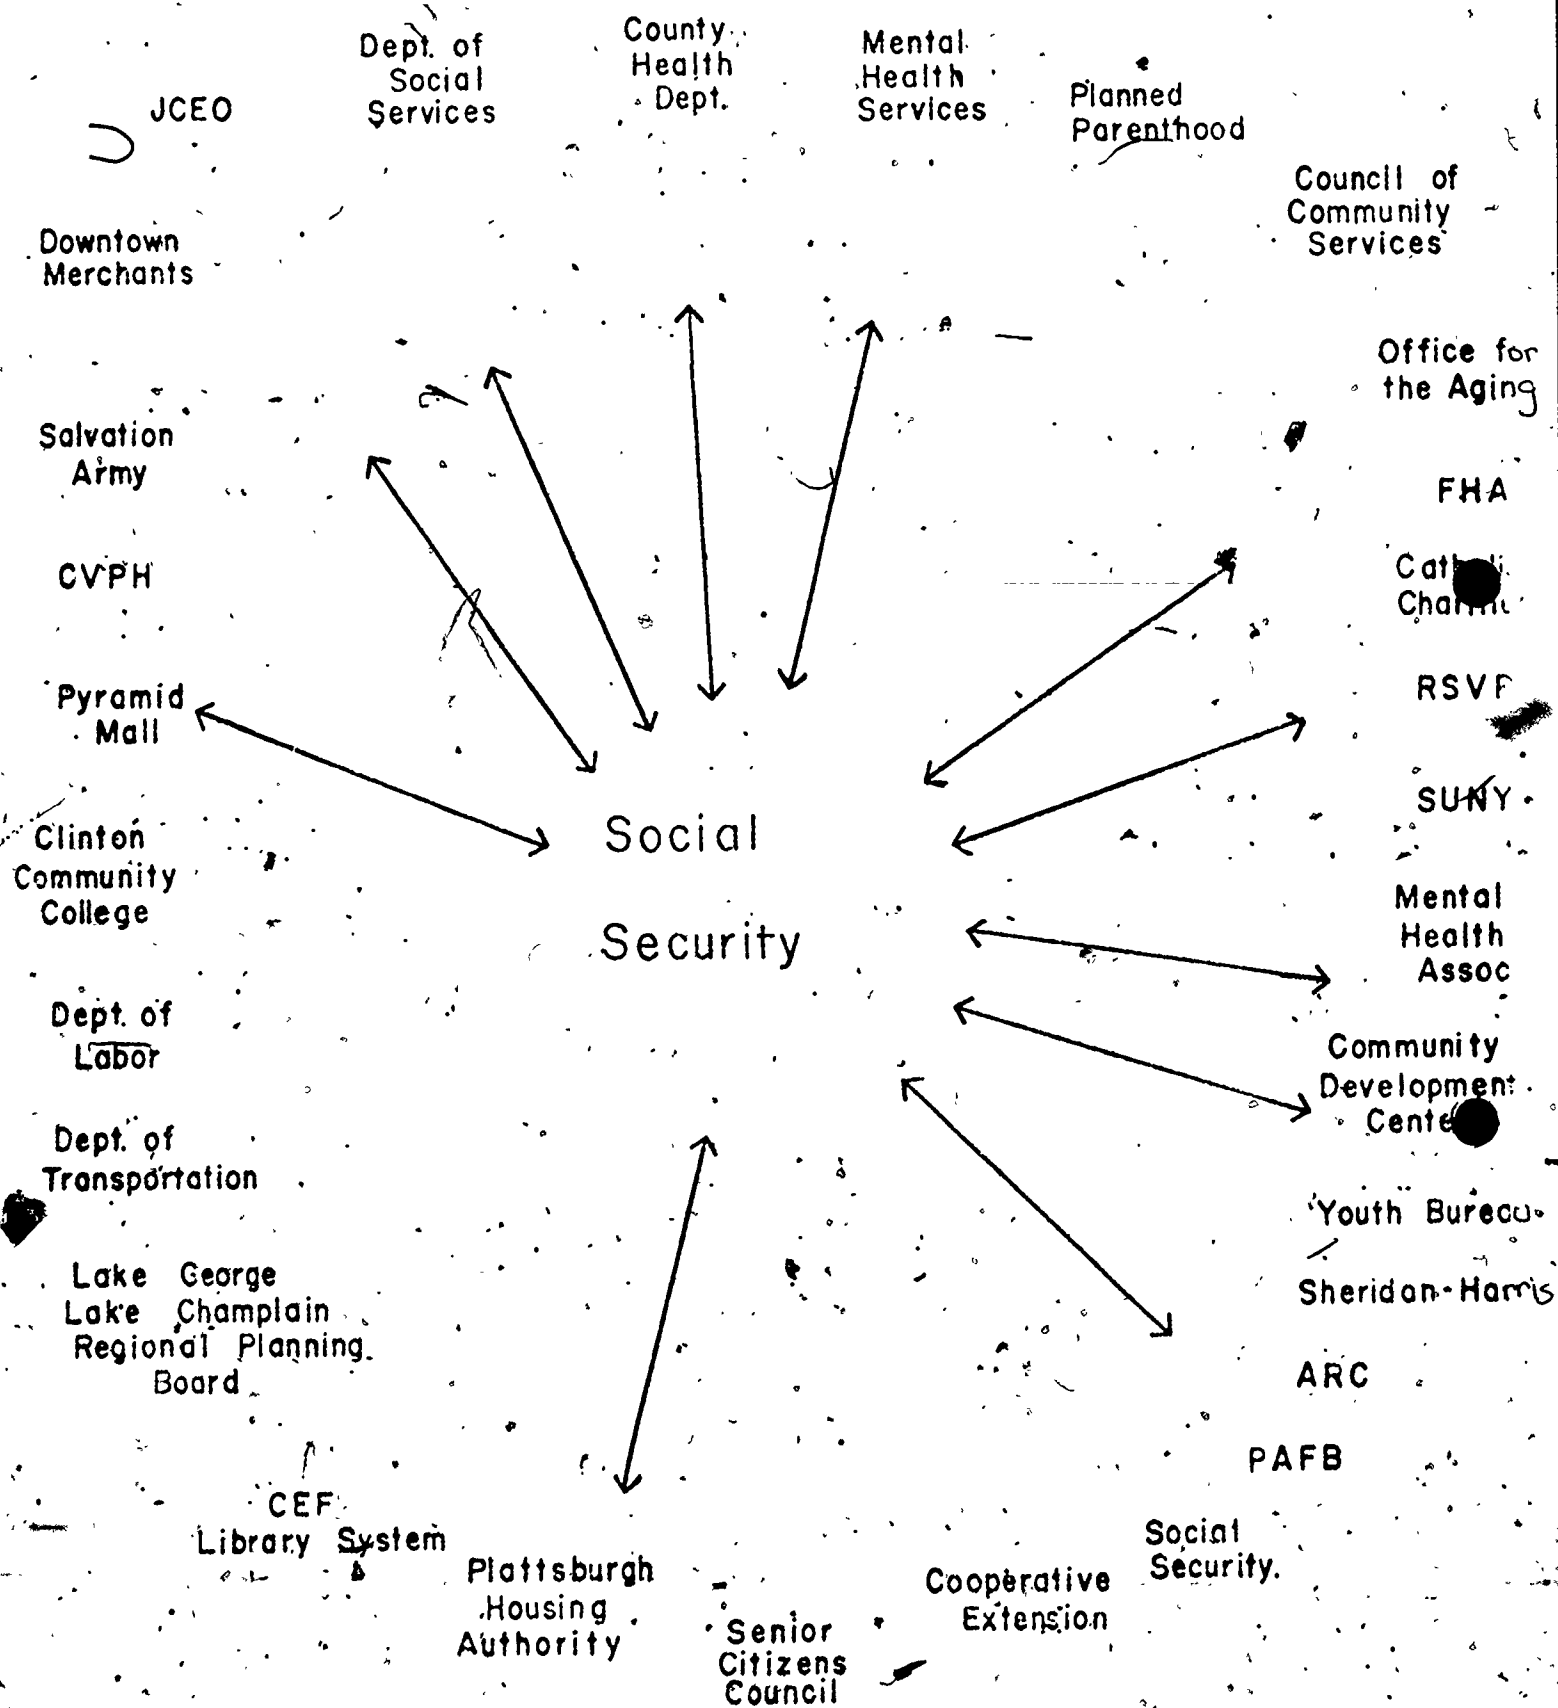 JCEO
Dept. of
Social
Services
County
Health
Dept.
Mental
Health
Services
Planned
Parenthood
Council of
Community
Services
Downtown
Merchants
Office for
the Aging
Salvation
Army
FHA
CVPH
RSVP
Pyramid
Mall
SUNY
Social
Security
Clinton
Community
College
Mental
Health
Assoc
Dept. of
Labor
Community
Development
Cente
Dept. of
Transportation
Youth Bureau
Lake George
Lake Champlain
Regional Planning
Board
Sheridan-Harris
ARC
PAFB
CEF
Library System
Social
Security
Plattsburgh
Housing
Authority
Cooperative
Extension
Senior
Citizens
Council